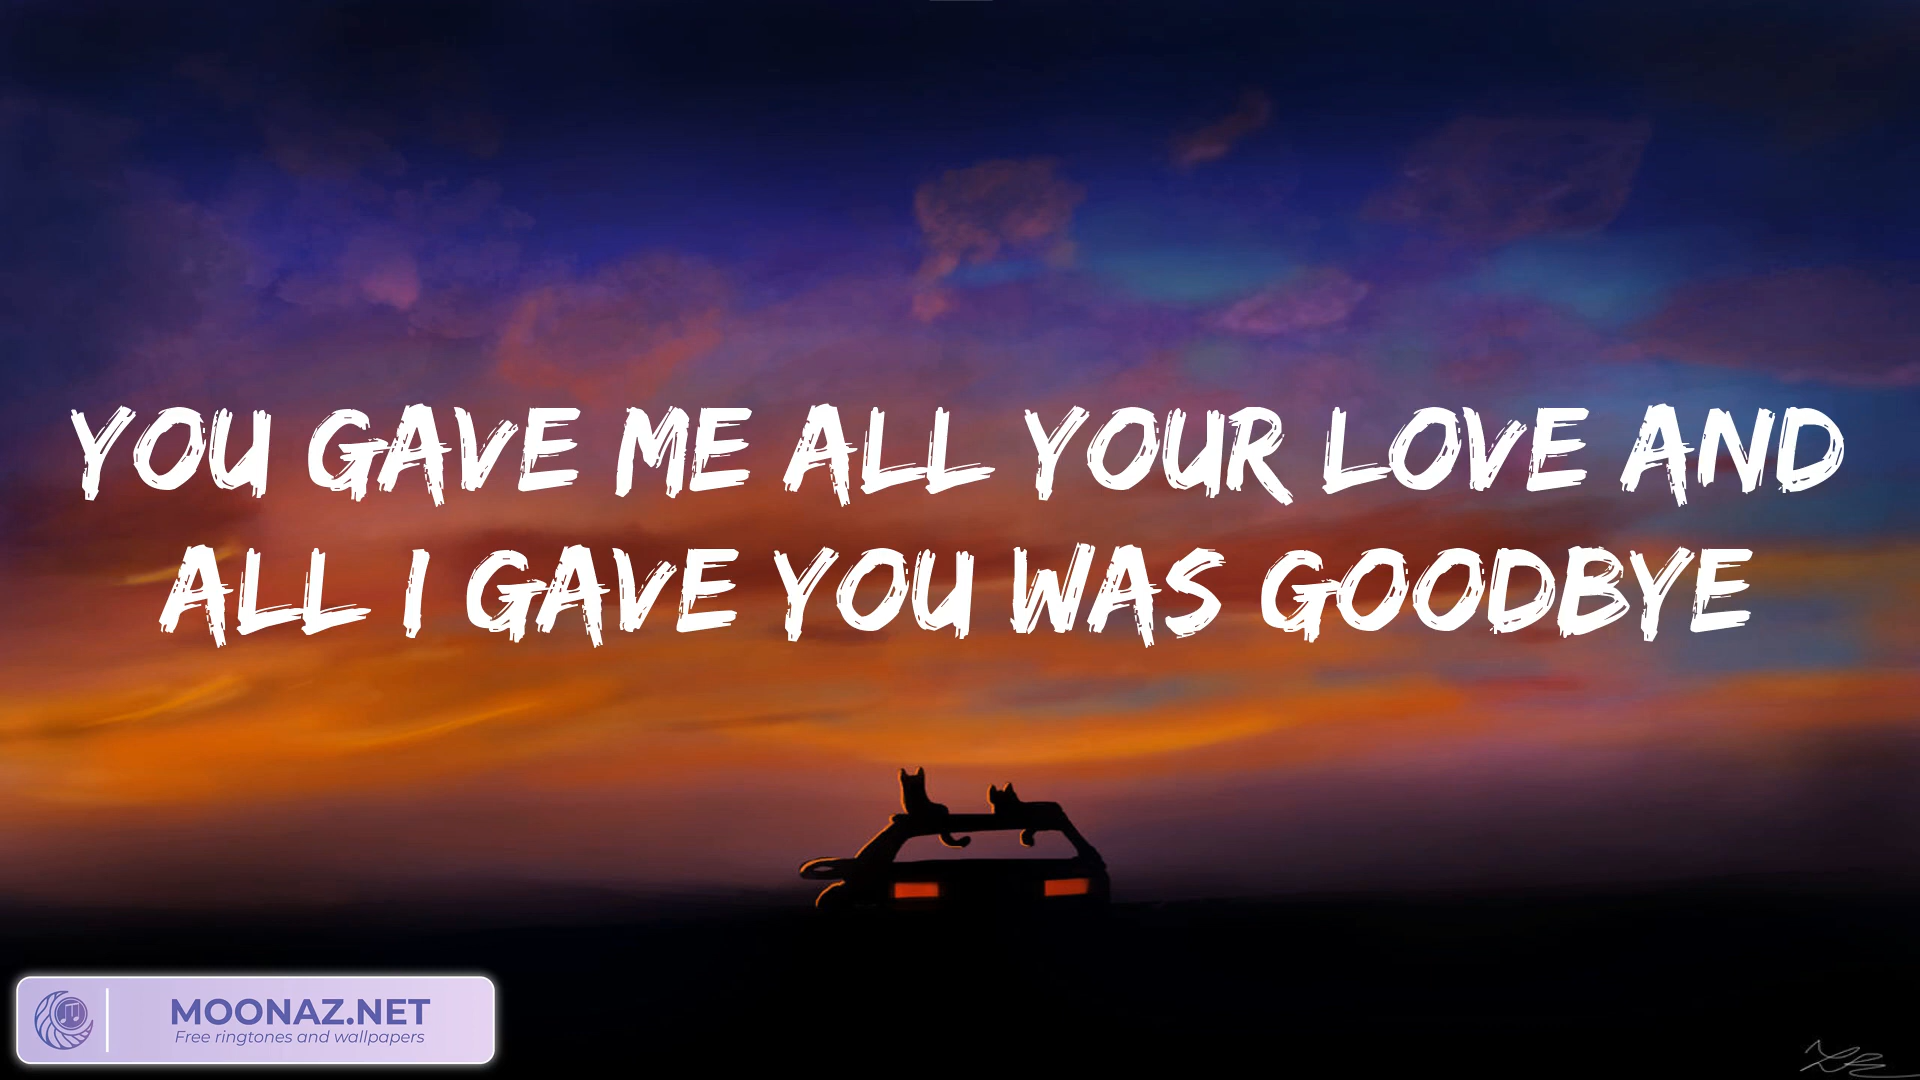 YOU GAVE ME ALL YOUR LOVE AND
ALL I GAVE YOU WAS GOODBYE
MOONAZ.NET
Free ringtones and wallpapers